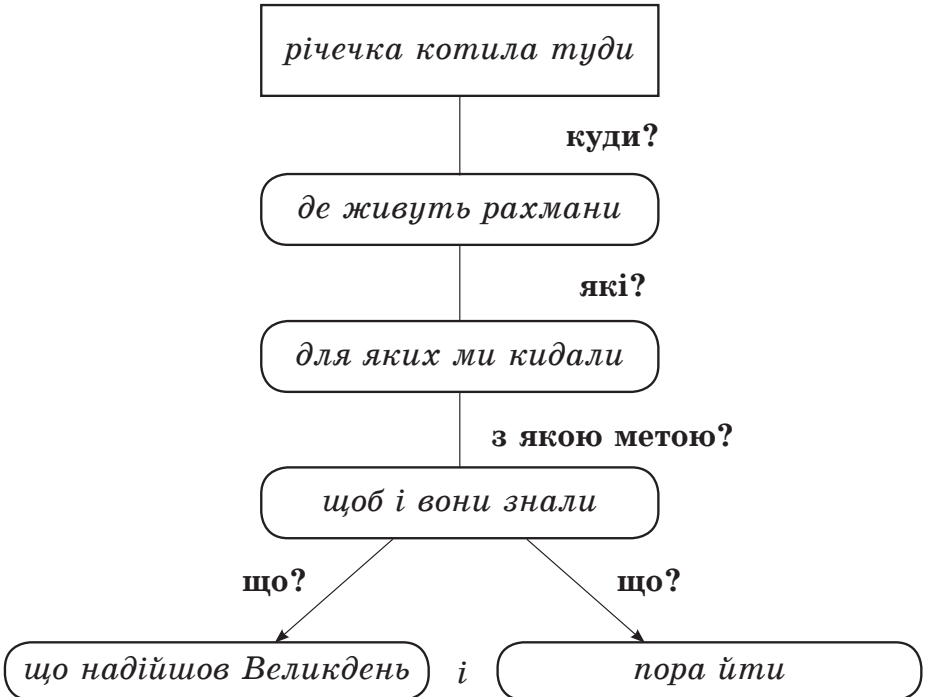 річечка котила туди
куди?
де живуть рахмани
які?
для яких ми кидали
з якою метою?
щоб і вони знали
що? що?
що надійшов Великдень і пора йти